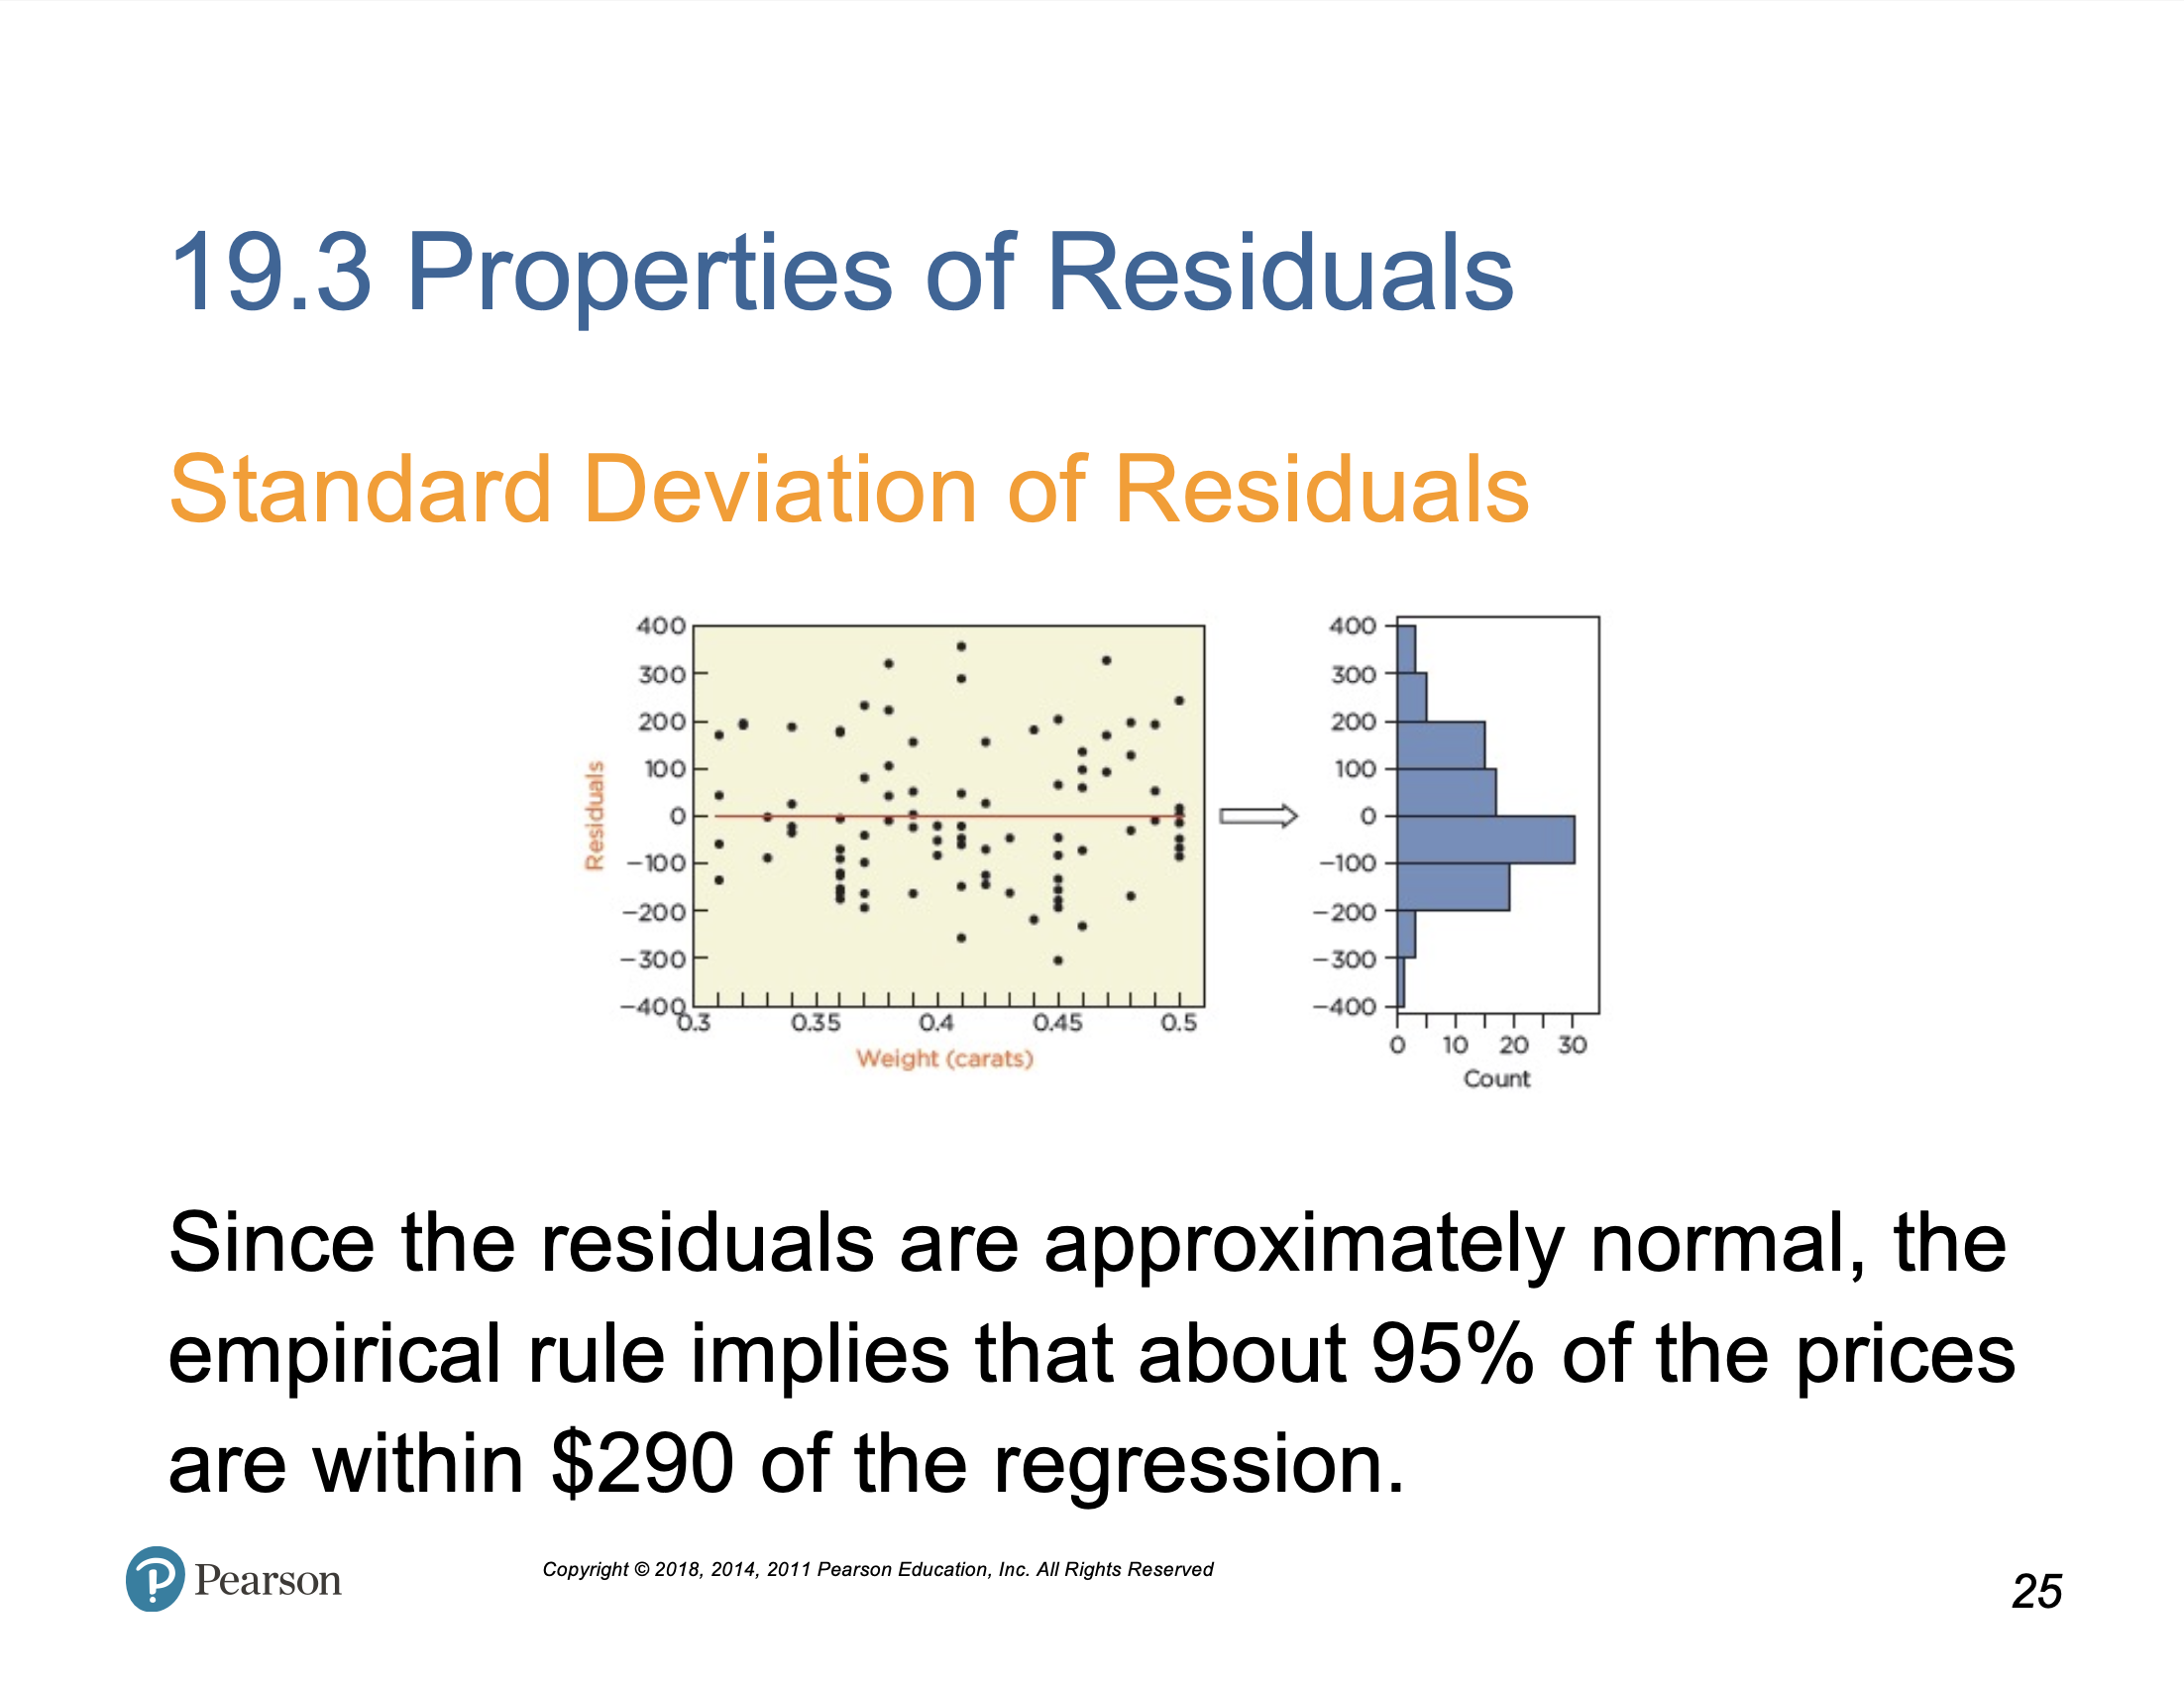 19.3 Properties of Residuals
Standard Deviation of Residuals
400
300
200
100
0
−100
−200
−300
−400
Residuals
0.3 0.35 0.4 0.45 0.5
Weight (carats)
400
300
200
100
0
−100
−200
−300
−400
0 10 20 30
Count
Since the residuals are approximately normal, the
empirical rule implies that about 95% of the prices
are within $290 of the regression.
P Pearson
Copyright © 2018, 2014, 2011 Pearson Education, Inc. All Rights Reserved
25